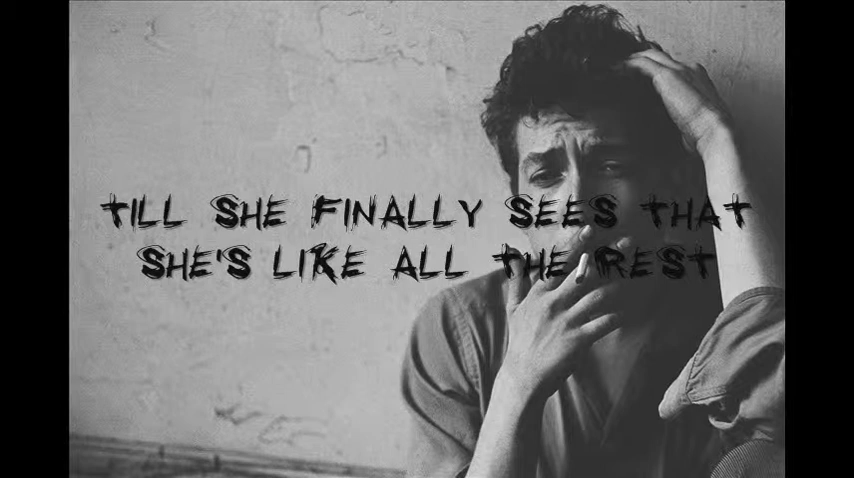 TILL SHE FINALLY SEES THAT
SHE'S LIKE ALL THE REST